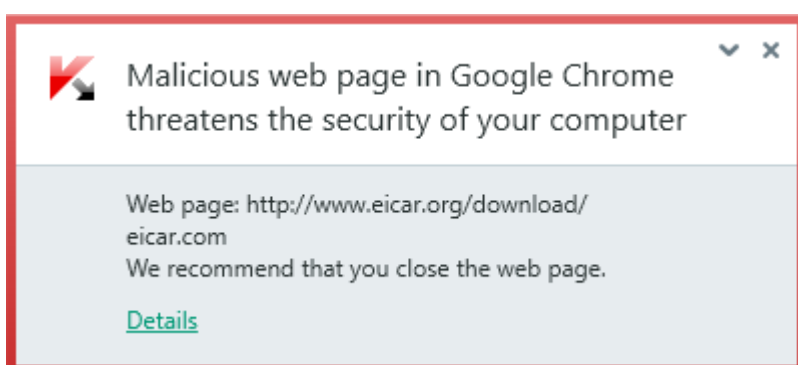 Malicious web page in Google Chrome
threatens the security of your computer
Web page: http://www.eicar.org/download/
eicar.com
We recommend that you close the web page.
Details